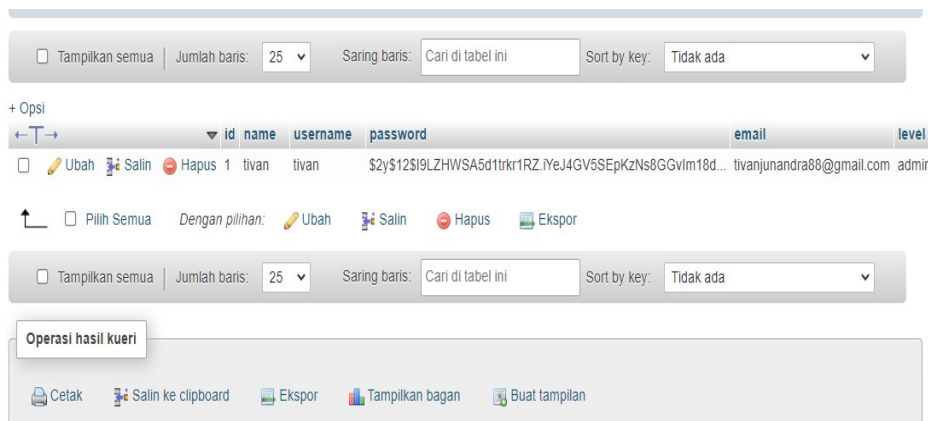 Tampilkan semua Jumlah baris: 25 Saring baris: Cari di tabel ini Sort by key: Tidak ada
+ Opsi
←T→ id name username password email level
Ubah Salin Hapus 1 tivan tivan $2y$12$I9LZHWSA5d1trkr1RZ.iYeJ4GV5SEpKzNs8GGvIm18d... tivanjunandra88@gmail.com admin
Pilih Semua Dengan pilihan: Ubah Salin Hapus Ekspor
Tampilkan semua Jumlah baris: 25 Saring baris: Cari di tabel ini Sort by key: Tidak ada
Operasi hasil kueri
Cetak Salin ke clipboard Ekspor Tampilkan bagan Buat tampilan